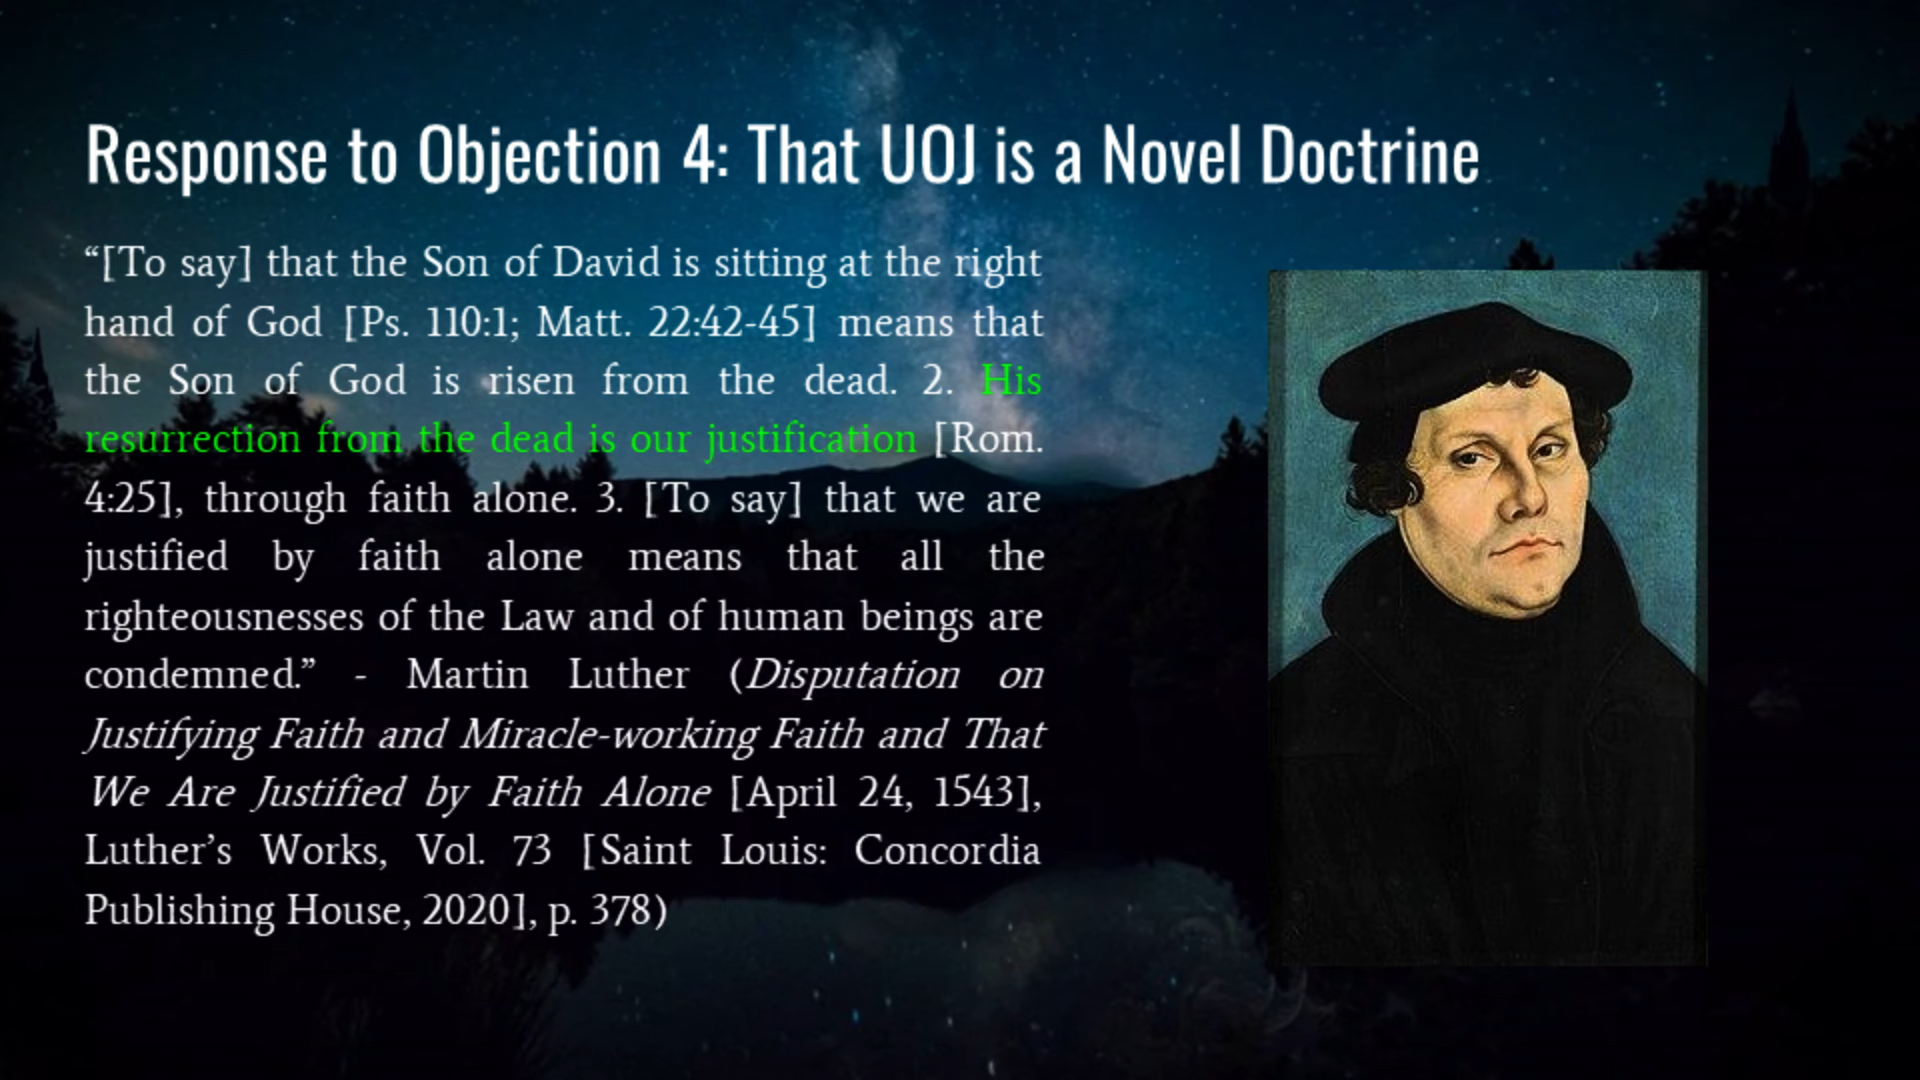 Response to Objection 4: That UOJ is a Novel Doctrine
“[To say] that the Son of David is sitting at the right
hand of God [Ps. 110:1; Matt. 22:42-45] means that
the Son of God is risen from the dead. 2. His
resurrection from the dead is our justification [Rom.
4:25], through faith alone. 3. [To say] that we are
justified by faith alone means that all the
righteousnesses of the Law and of human beings are
condemned.” - Martin Luther (Disputation on
Justifying Faith and Miracle-working Faith and That
We Are Justified by Faith Alone [April 24, 1543],
Luther’s Works, Vol. 73 [Saint Louis: Concordia
Publishing House, 2020], p. 378)